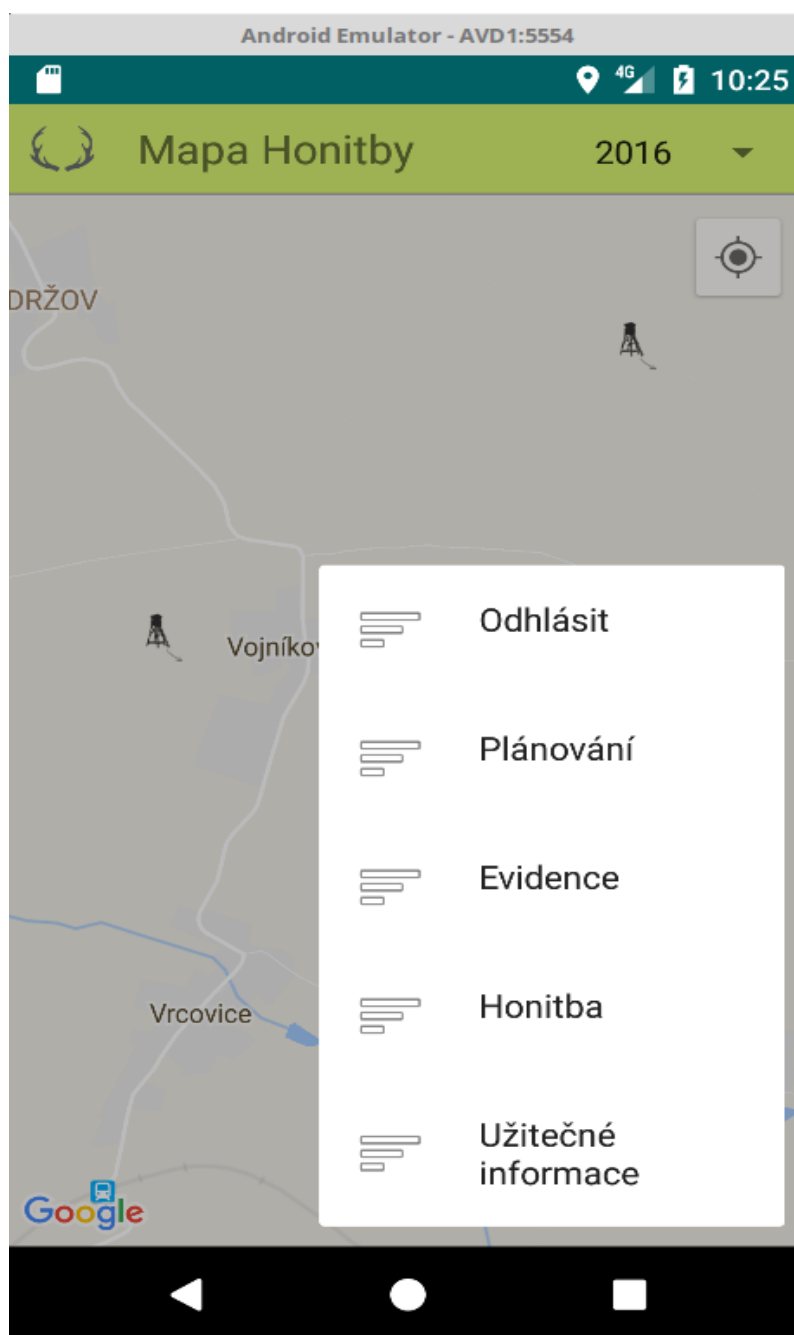 Android Emulator - AVD1:5554
4G 10:25
Mapa Honitby 2016
DRŽOV
Odhlásit
Vojníko
Plánování
Evidence
Honitba
Vrcovice
Užitečné
informace
Google